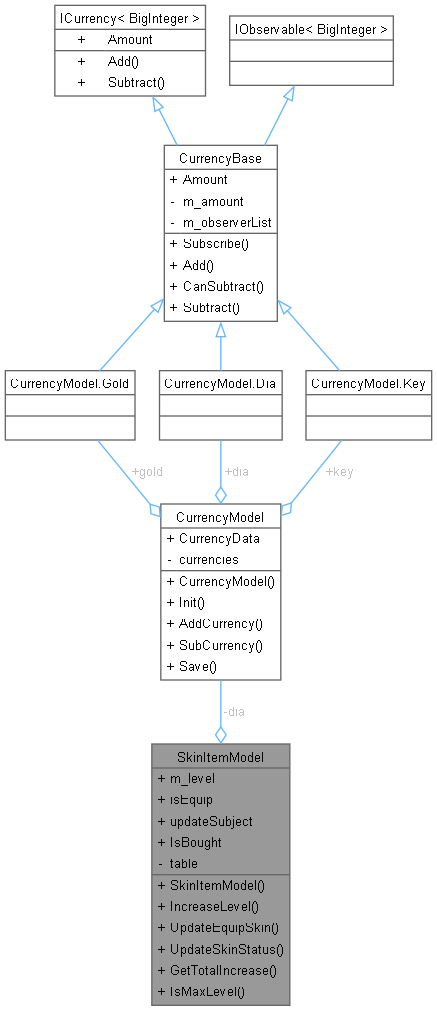 ICurrency< BigInteger >
+ Amount
+ Add()
+ Subtract()
IObservable< BigInteger >
CurrencyBase
+ Amount
- m_amount
- m_observerList
+ Subscribe()
+ Add()
+ CanSubtract()
+ Subtract()
CurrencyModel.Gold
CurrencyModel.Dia
CurrencyModel.Key
+gold
+dia
+key
CurrencyModel
+ CurrencyData
- currencies
+ CurrencyModel()
+ Init()
+ AddCurrency()
+ SubCurrency()
+ Save()
-dia
SkinItemModel
+ m_level
+ isEquip
+ updateSubject
+ IsBought
- table
+ SkinItemModel()
+ IncreaseLevel()
+ UpdateEquipSkin()
+ UpdateSkinStatus()
+ GetTotalIncrease()
+ IsMaxLevel()